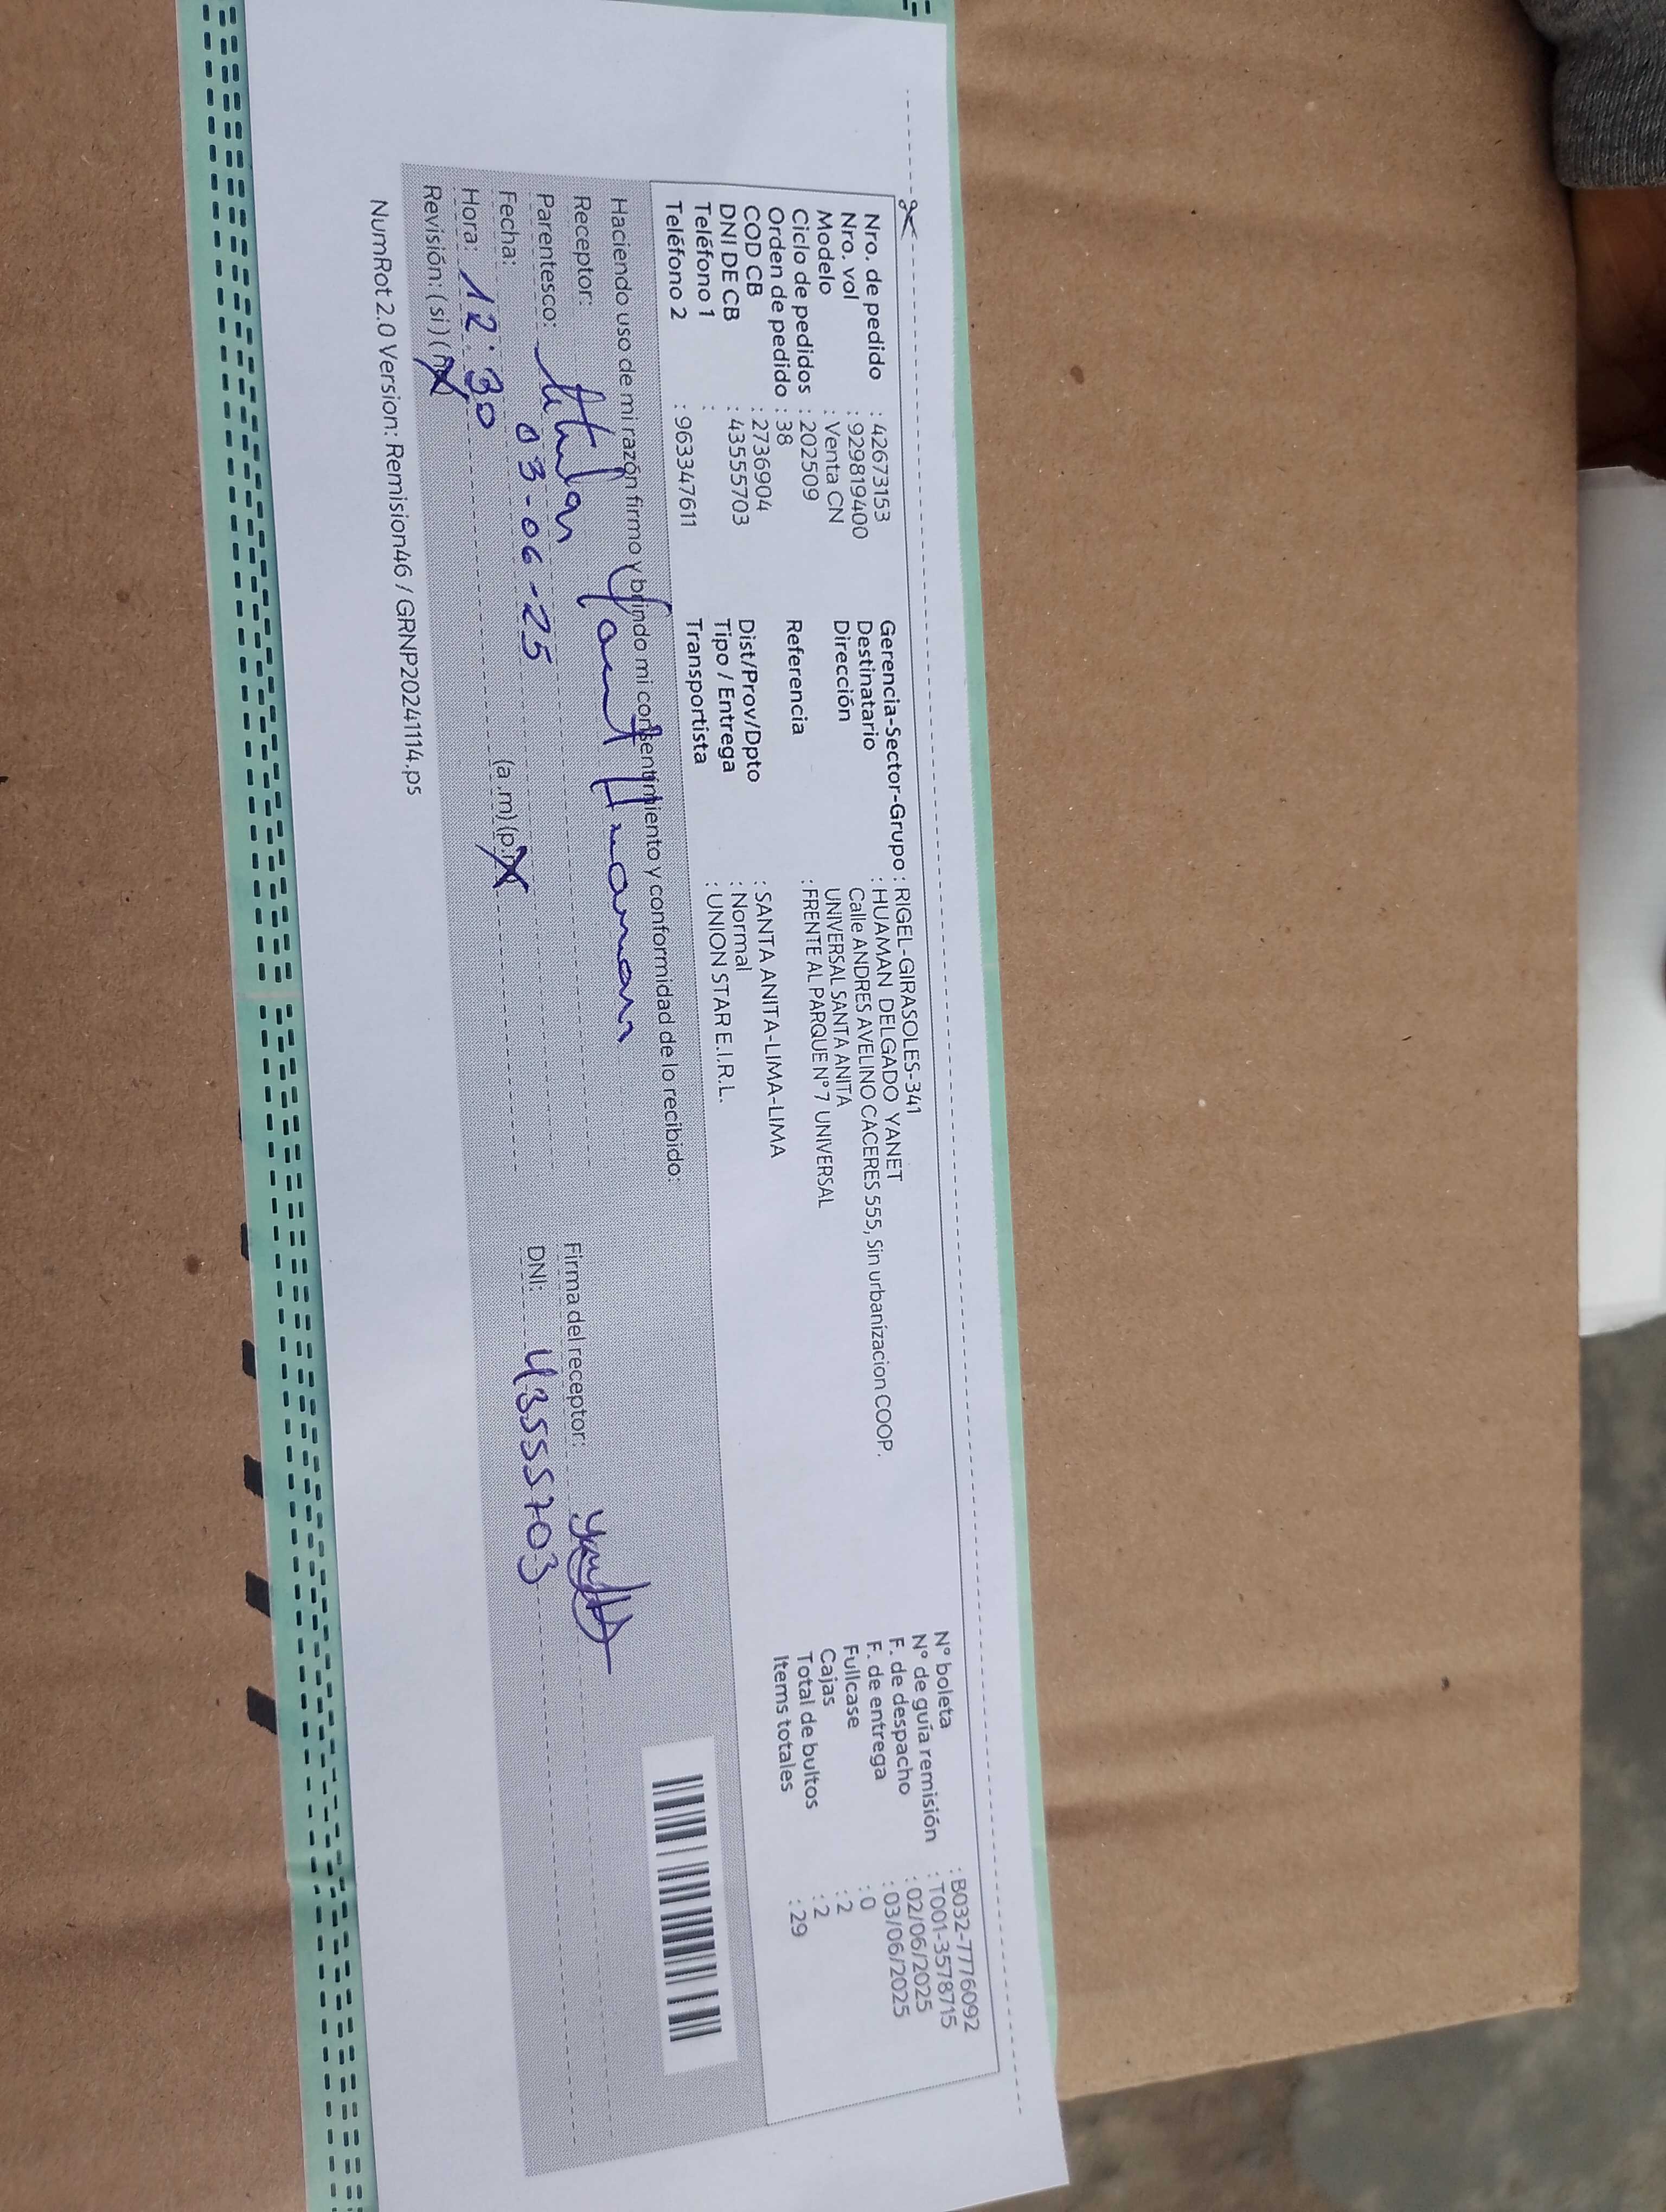 Nro. de pedido : 42673153
Nro. vol : 929819400
Modelo : Venta CN
Ciclo de pedidos : 202509
Orden de pedido : 38
COD CB : 2736904
DNI DE CB : 43555703
Teléfono 1 :
Teléfono 2 : 963347611
Gerencia-Sector-Grupo : RIGEL-GIRASOLES-341
Destinatario : HUAMAN DELGADO YANET
Dirección Calle ANDRES AVELINO CACERES 555, Sin urbanizacion COOP.
UNIVERSAL SANTA ANITA
Referencia : FRENTE AL PARQUE N° 7 UNIVERSAL
Dist/Prov/Dpto : SANTA ANITA-LIMA-LIMA
Tipo / Entrega : Normal
Transportista : UNION STAR E.I.R.L.
N° boleta : B032-7776092
N° de guía remisión : T001-3578715
F. de despacho : 02/06/2025
F. de entrega : 03/06/2025
Fullcase : 0
Cajas : 2
Total de bultos : 2
Items totales : 29
Haciendo uso de mi razón firmo y brindo mi consentimiento y conformidad de lo recibido:
Receptor: Yanet Huaman
Parentesco: titular
Fecha: 03-06-25
Hora: 12:30 (a.m) (p.m)
Revisión: (si) (no)
Firma del receptor:
DNI: 43555703
NumRot 2.0 Version: Remision46 / GRNP20241114.ps